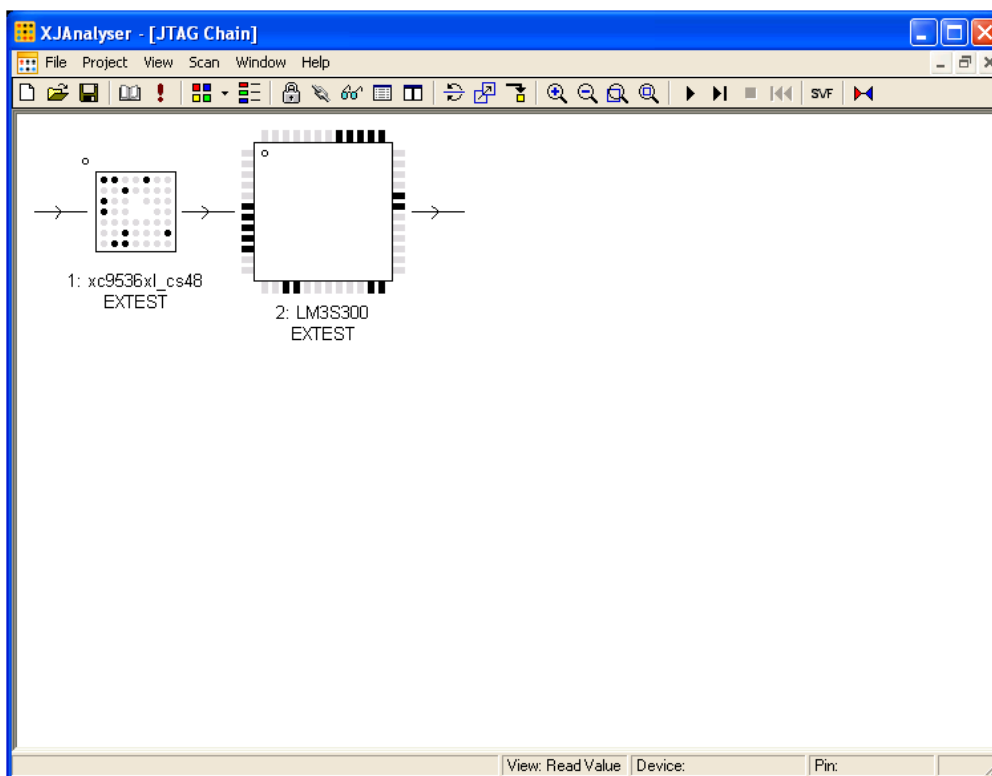 XJAnalyser - [JTAG Chain]
File Project View Scan Window Help
SVF
1: xc9536xl_cs48
EXTEST
2: LM3S300
EXTEST
View: Read Value Device: Pin: